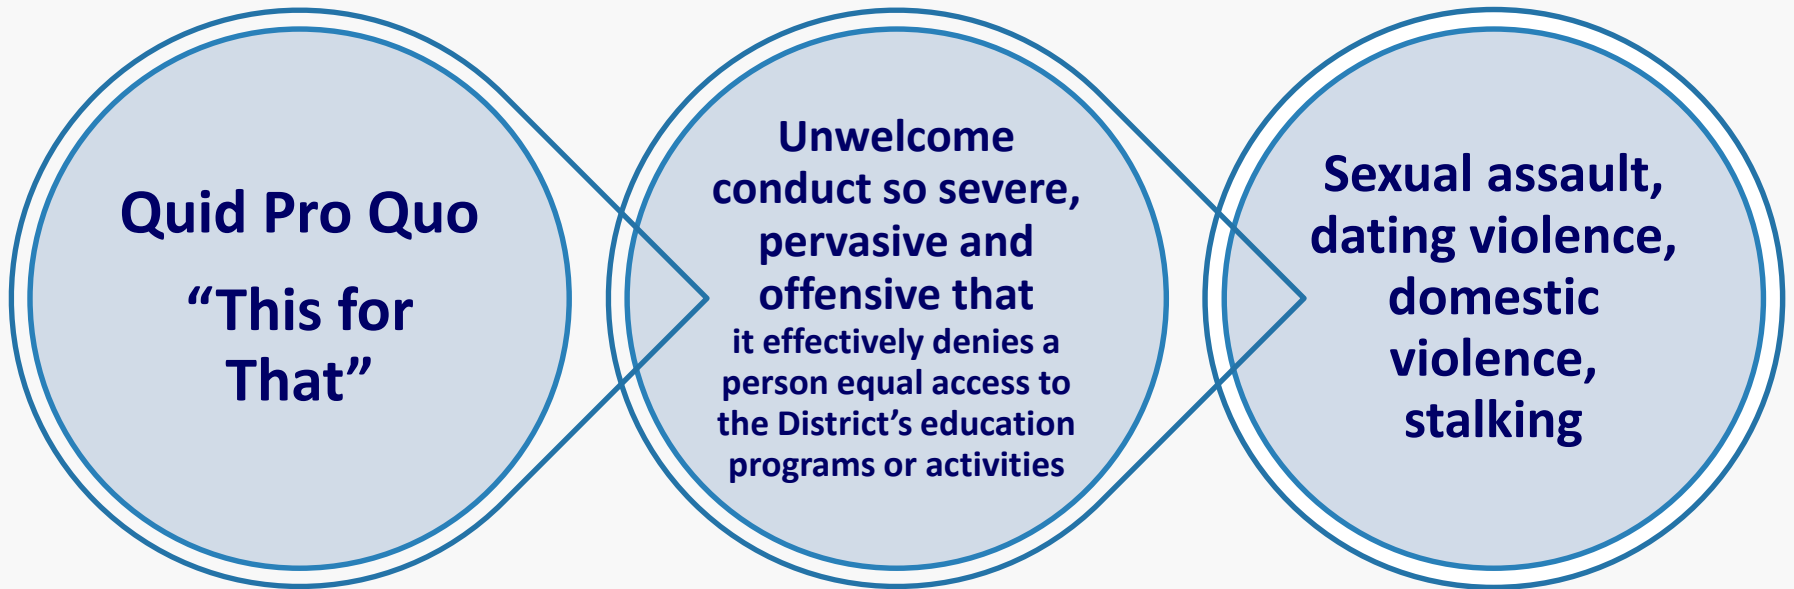 Quid Pro Quo
“This for
That”
Unwelcome
conduct so severe,
pervasive and
offensive that
it effectively denies a
person equal access to
the District’s education
programs or activities
Sexual assault,
dating violence,
domestic
violence,
stalking